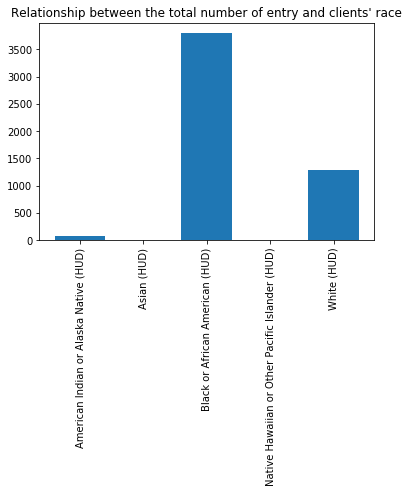 Relationship between the total number of entry and clients' race
3500
3000
2500
2000
1500
1000
500
0
American Indian or Alaska Native (HUD)
Asian (HUD)
Black or African American (HUD)
Native Hawaiian or Other Pacific Islander (HUD)
White (HUD)